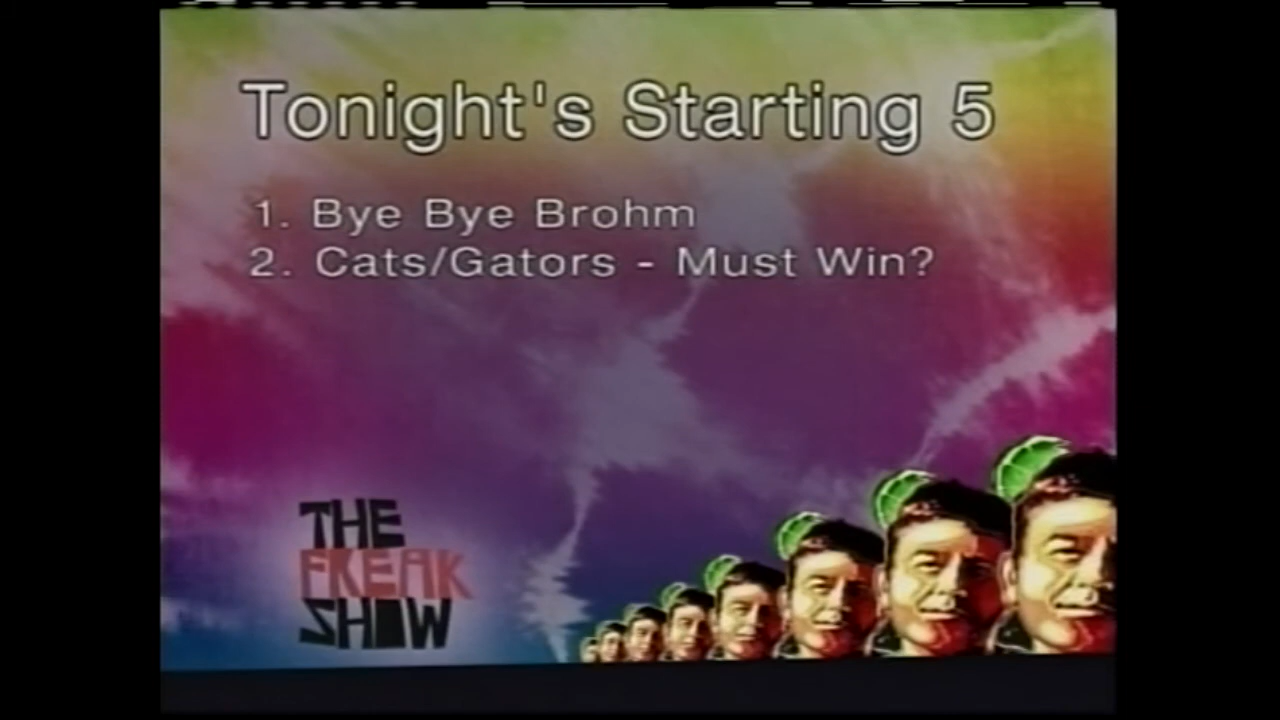 Tonight's Starting 5
1. Bye Bye Brohm
2. Cats/Gators - Must Win?
THE
FREAK
SHOW